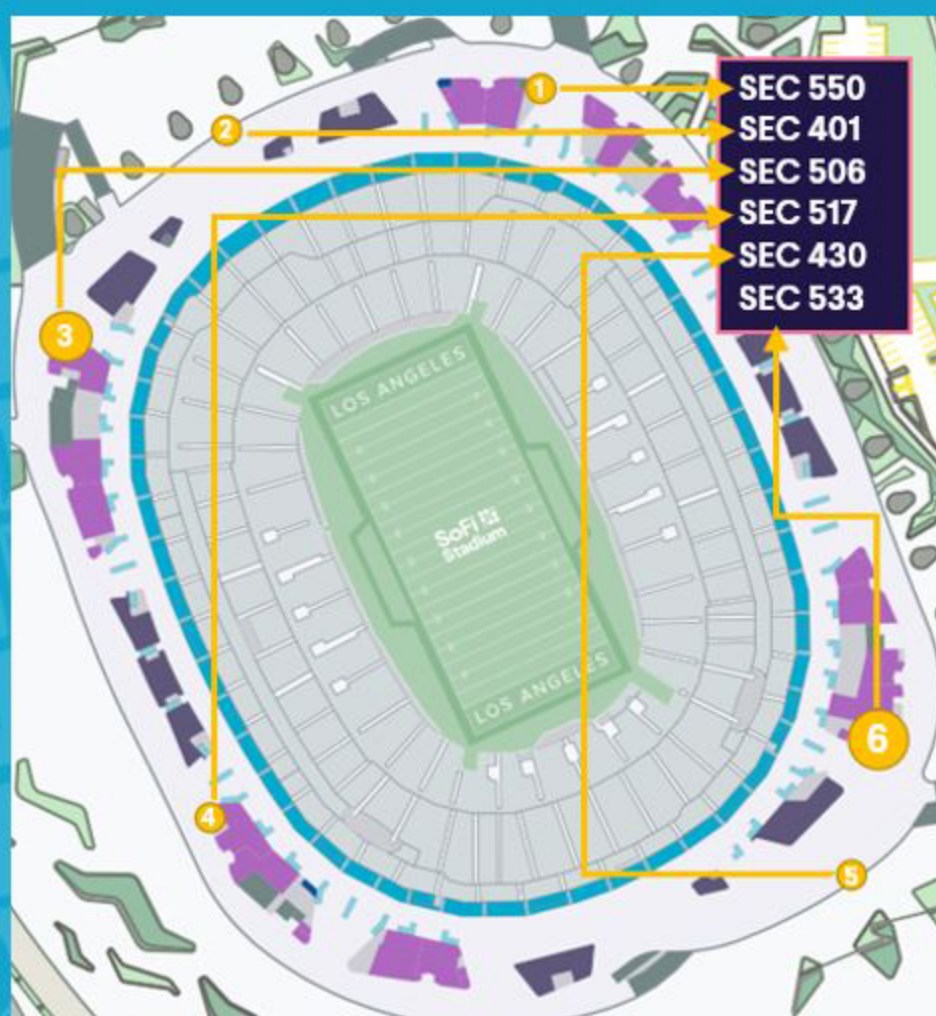 1
SEC 550
2
SEC 401
3
SEC 506
SEC 517
SEC 430
SEC 533
LOS ANGELES
SoFi
Stadium
LOS ANGELES
6
4
5